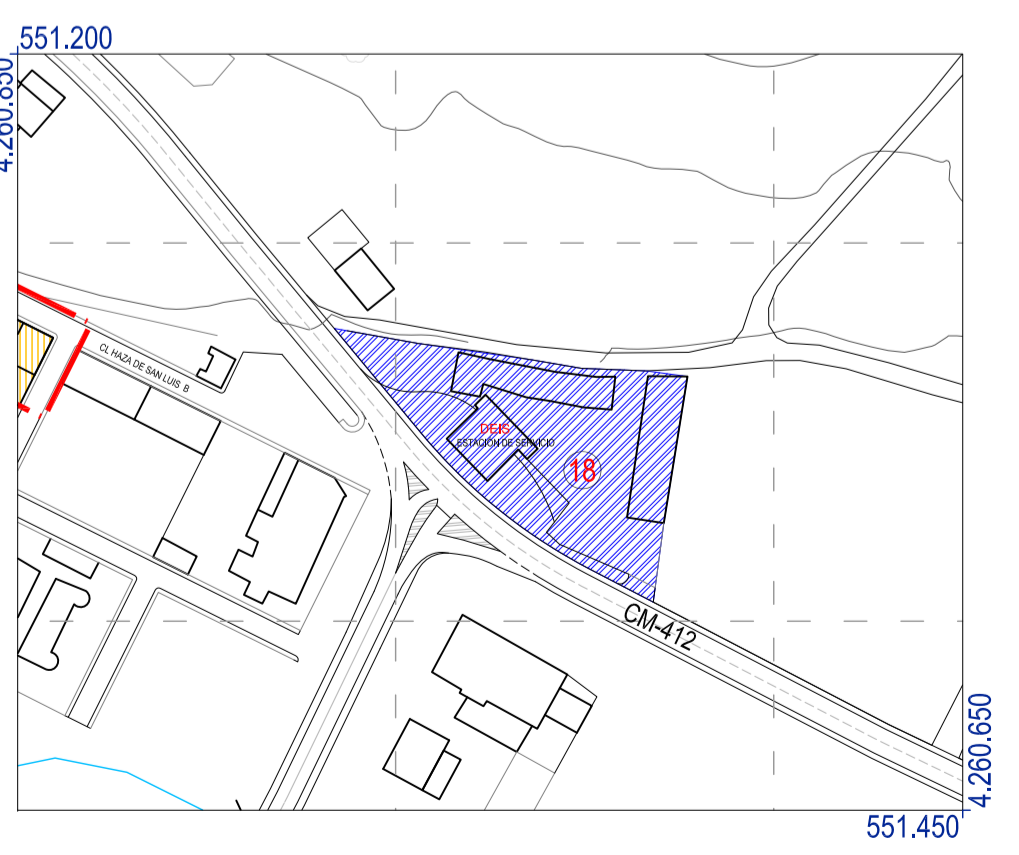 551.200
4.260.850
CL HAZA DE SAN LUIS B
DEIS
ESTACION DE SERVICIO
18
CM-412
4.260.650
551.450